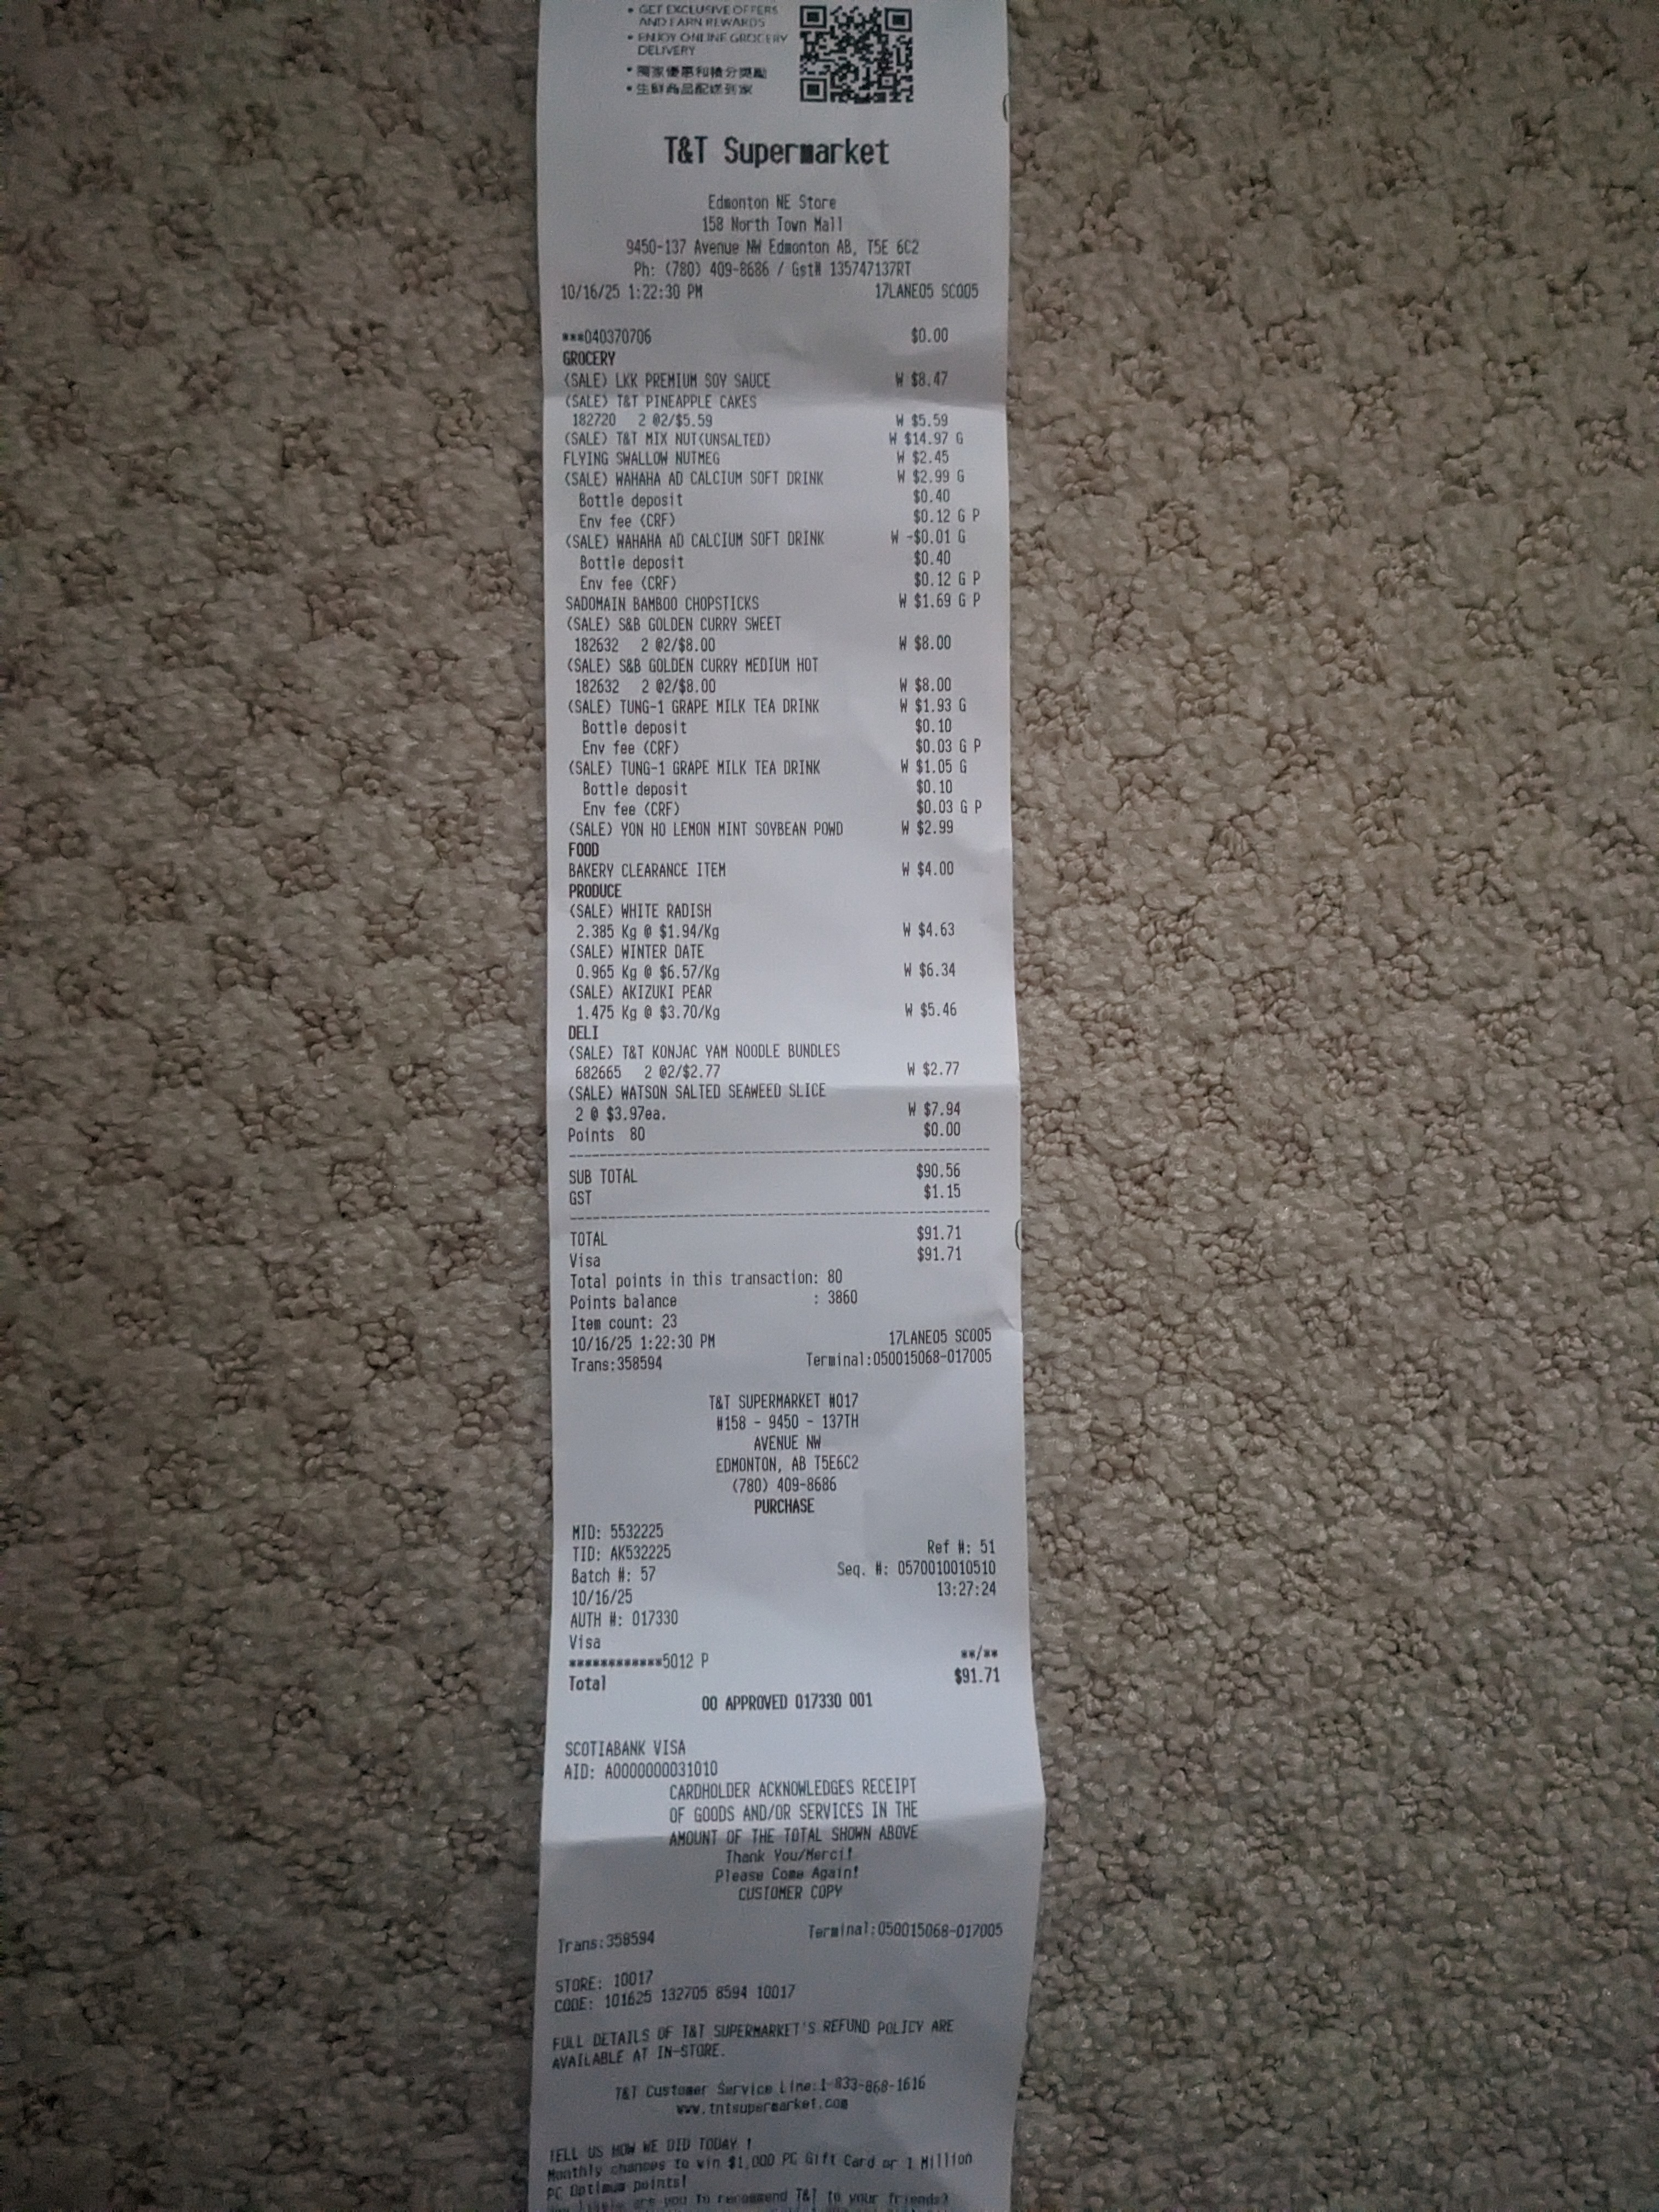 • GET EXCLUSIVE OFFERS
AND EARN REWARDS
• ENJOY ONLINE GROCERY
DELIVERY
• 獨家優惠和積分獎勵
• 生鮮商品配送到家
T&T Supermarket
Edmonton NE Store
158 North Town Mall
9450-137 Avenue NW Edmonton AB, T5E 6C2
Ph: (780) 409-8686 / Gst# 135747137RT
10/16/25 1:22:30 PM 17LANE05 SCO05
***040370706 $0.00
GROCERY
(SALE) LKK PREMIUM SOY SAUCE W $8.47
(SALE) T&T PINEAPPLE CAKES
182720 2 @2/$5.59 W $5.59
(SALE) T&T MIX NUT(UNSALTED) W $14.97 G
FLYING SWALLOW NUTMEG W $2.45
(SALE) WAHAHA AD CALCIUM SOFT DRINK W $2.99 G
Bottle deposit $0.40
Env fee (CRF) $0.12 G P
(SALE) WAHAHA AD CALCIUM SOFT DRINK W -$0.01 G
Bottle deposit $0.40
Env fee (CRF) $0.12 G P
SADOMAIN BAMBOO CHOPSTICKS W $1.69 G P
(SALE) S&B GOLDEN CURRY SWEET
182632 2 @2/$8.00 W $8.00
(SALE) S&B GOLDEN CURRY MEDIUM HOT
182632 2 @2/$8.00 W $8.00
(SALE) TUNG-1 GRAPE MILK TEA DRINK W $1.93 G
Bottle deposit $0.10
Env fee (CRF) $0.03 G P
(SALE) TUNG-1 GRAPE MILK TEA DRINK W $1.05 G
Bottle deposit $0.10
Env fee (CRF) $0.03 G P
(SALE) YON HO LEMON MINT SOYBEAN POWD W $2.99
FOOD
BAKERY CLEARANCE ITEM W $4.00
PRODUCE
(SALE) WHITE RADISH
2.385 Kg @ $1.94/Kg W $4.63
(SALE) WINTER DATE
0.965 Kg @ $6.57/Kg W $6.34
(SALE) AKIZUKI PEAR
1.475 Kg @ $3.70/Kg W $5.46
DELI
(SALE) T&T KONJAC YAM NOODLE BUNDLES
682665 2 @2/$2.77 W $2.77
(SALE) WATSON SALTED SEAWEED SLICE
2 @ $3.97ea. W $7.94
Points 80 $0.00
SUB TOTAL $90.56
GST $1.15
TOTAL $91.71
Visa $91.71
Total points in this transaction: 80
Points balance : 3860
Item count: 23
10/16/25 1:22:30 PM 17LANE05 SCO05
Trans:358594 Terminal:050015068-017005
T&T SUPERMARKET #017
#158 - 9450 - 137TH
AVENUE NW
EDMONTON, AB T5E6C2
(780) 409-8686
PURCHASE
MID: 5532225
TID: AK532225 Ref #: 51
Batch #: 57 Seq. #: 0570010010510
10/16/25 13:27:24
AUTH #: 017330
Visa
************5012 P **/**
Total $91.71
00 APPROVED 017330 001
SCOTIABANK VISA
AID: A0000000031010
CARDHOLDER ACKNOWLEDGES RECEIPT
OF GOODS AND/OR SERVICES IN THE
AMOUNT OF THE TOTAL SHOWN ABOVE
Thank You/Merci!
Please Come Again!
CUSTOMER COPY
Trans:358594 Terminal:050015068-017005
STORE: 10017
CODE: 101625 132705 8594 10017
FULL DETAILS OF T&T SUPERMARKET'S REFUND POLICY ARE
AVAILABLE AT IN-STORE.
T&T Customer Service Line:1-833-868-1616
www.tntsupermarket.com
TELL US HOW WE DID TODAY !
Monthly chances to win $1,000 PC Gift Card or 1 Million
PC Optimum points!
How likely are you to recommend T&T to your friends?